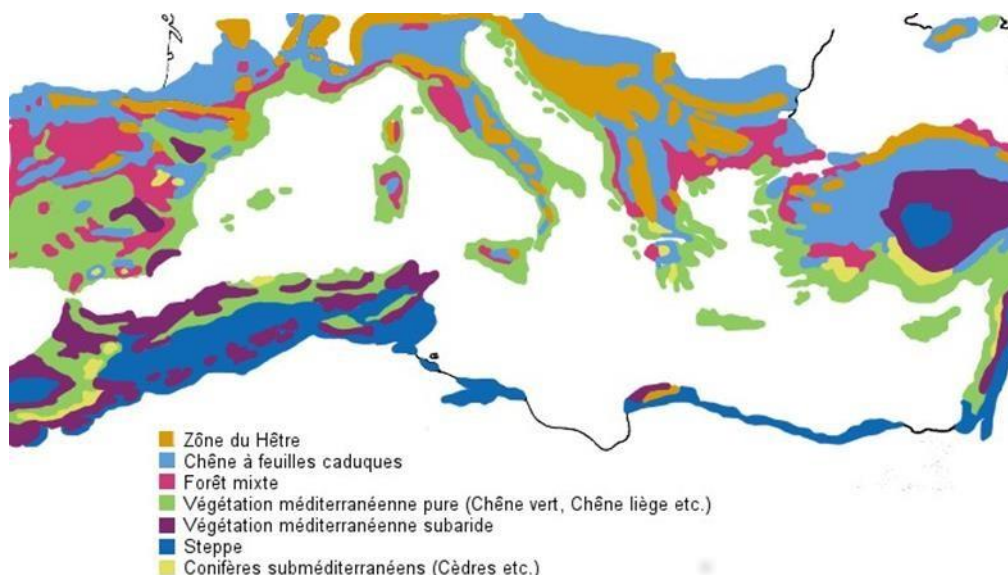 Zône du Hêtre
Chêne à feuilles caduques
Forêt mixte
Végétation méditerranéenne pure (Chêne vert, Chêne liège etc.)
Végétation méditerranéenne subaride
Steppe
Conifères subméditerranéens (Cèdres etc.)